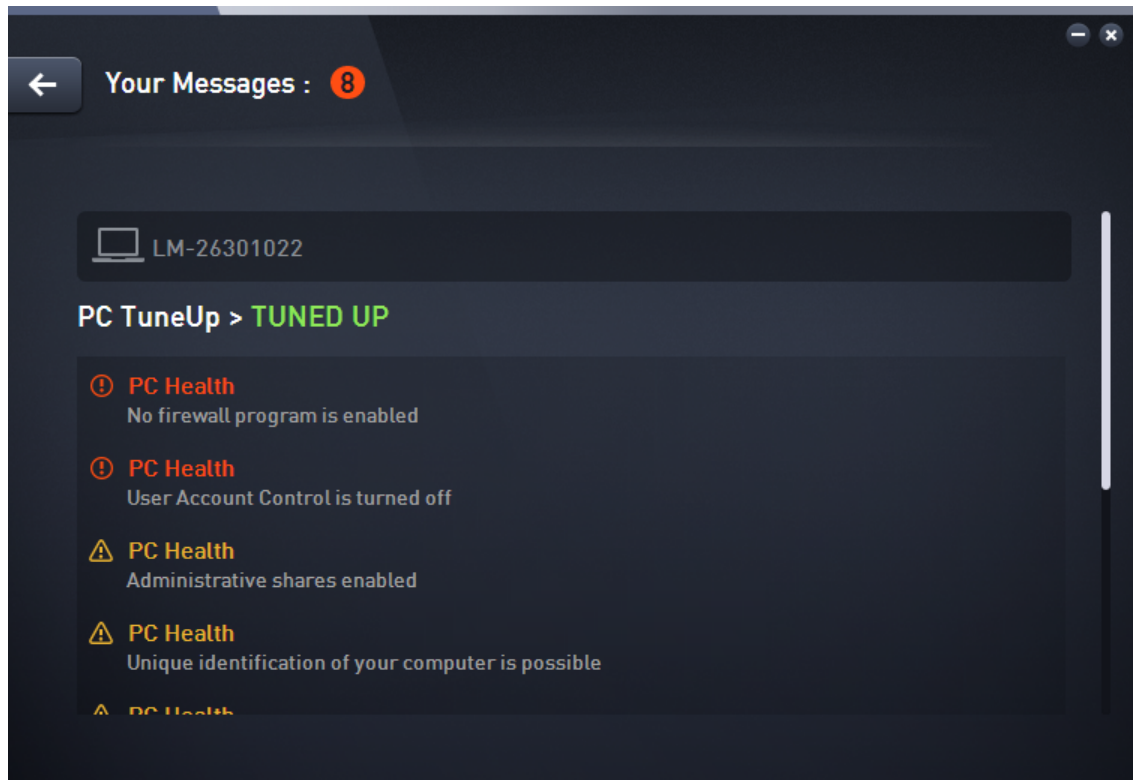 Your Messages : 8
LM-26301022
PC TuneUp > TUNED UP
PC Health
No firewall program is enabled
PC Health
User Account Control is turned off
PC Health
Administrative shares enabled
PC Health
Unique identification of your computer is possible
PC Health